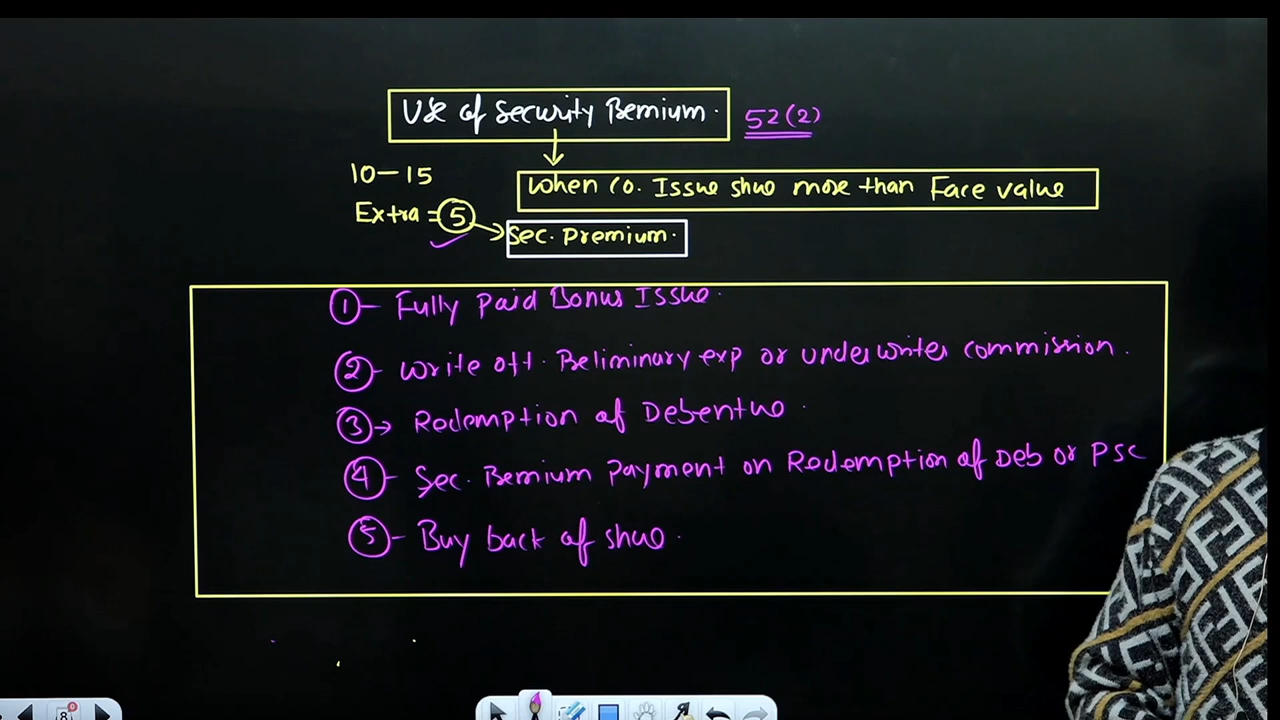 Use of Security Premium. 52(2)
10-15
When Co. Issue share more than Face value
Extra = 5
Sec. Premium.
1- Fully Paid Bonus Issue.
2- Write off. Preliminary exp or underwriter commission.
3→ Redemption of Debenture.
4- Sec. Premium Payment on Redemption of Deb or PSC
5- Buy back of share.
8